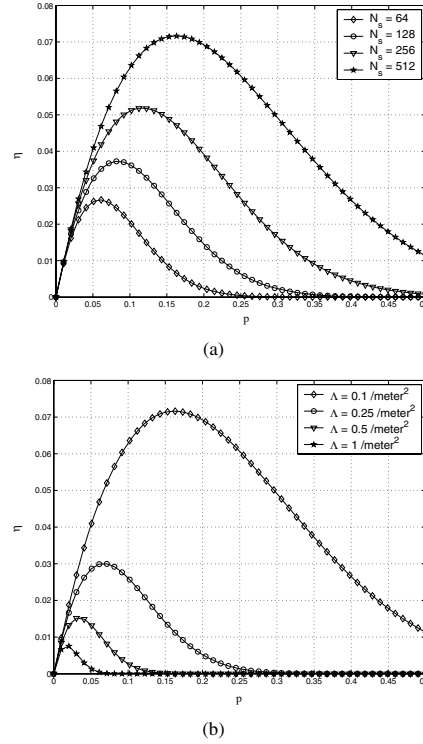 0.08
0.07
0.06
0.05
0.04
0.03
0.02
0.01
0
η
0 0.05 0.1 0.15 0.2 0.25 0.3 0.35 0.4 0.45 0.5
p
N_s = 64
N_s = 128
N_s = 256
N_s = 512
(a)
0.08
0.07
0.06
0.05
0.04
0.03
0.02
0.01
0
η
0 0.05 0.1 0.15 0.2 0.25 0.3 0.35 0.4 0.45 0.5
p
Λ = 0.1 /meter²
Λ = 0.25 /meter²
Λ = 0.5 /meter²
Λ = 1 /meter²
(b)